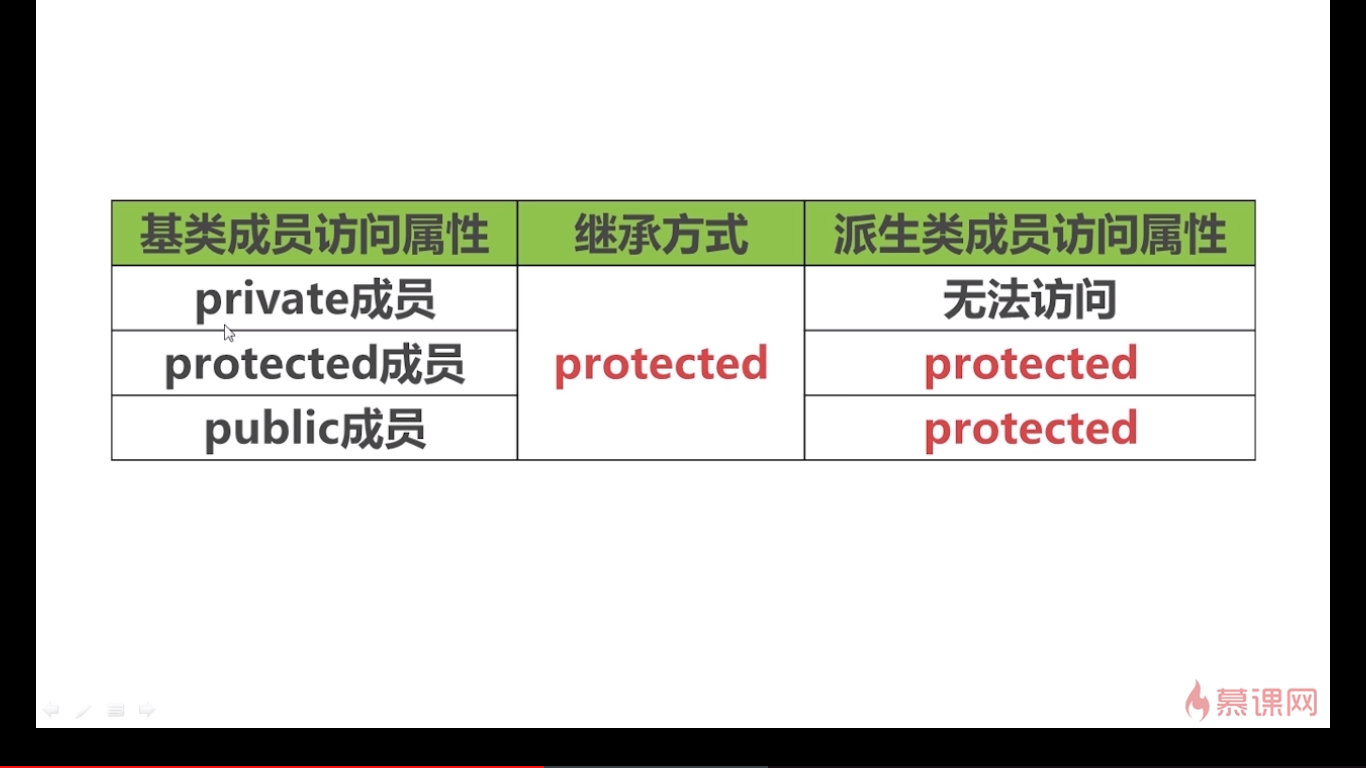 基类成员访问属性 继承方式 派生类成员访问属性
private成员 无法访问
protected成员 protected protected
public成员 protected
慕课网